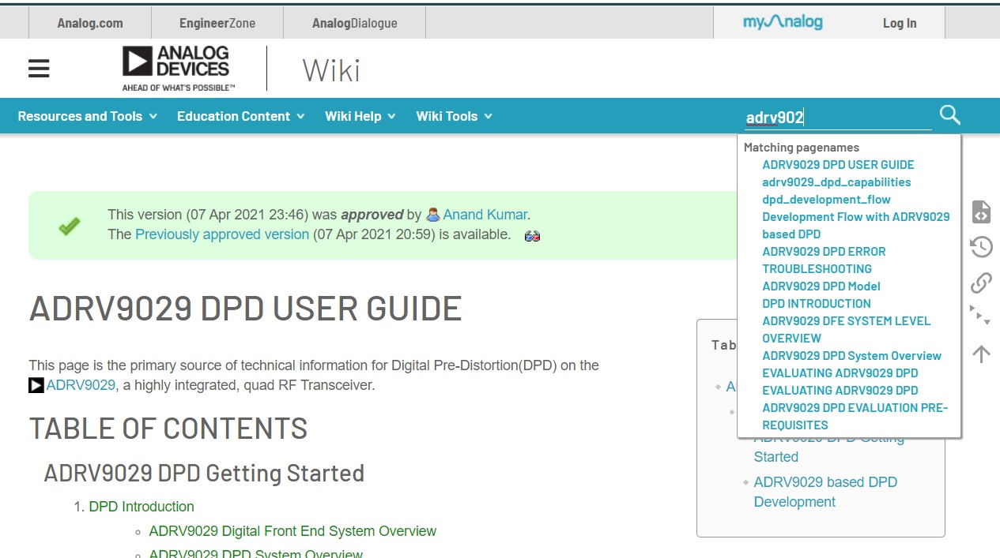 Analog.com
EngineerZone
AnalogDialogue
myAnalog
Log In
ANALOG
DEVICES
AHEAD OF WHAT'S POSSIBLE™
Wiki
Resources and Tools
Education Content
Wiki Help
Wiki Tools
adrv902
Matching pagenames
ADRV9029 DPD USER GUIDE
adrv9029_dpd_capabilities
dpd_development_flow
Development Flow with ADRV9029
based DPD
ADRV9029 DPD ERROR
TROUBLESHOOTING
ADRV9029 DPD Model
DPD INTRODUCTION
ADRV9029 DFE SYSTEM LEVEL
OVERVIEW
ADRV9029 DPD System Overview
EVALUATING ADRV9029 DPD
EVALUATING ADRV9029 DPD
ADRV9029 DPD EVALUATION PRE-
REQUISITES
This version (07 Apr 2021 23:46) was approved by Anand Kumar.
The Previously approved version (07 Apr 2021 20:59) is available.
ADRV9029 DPD USER GUIDE
This page is the primary source of technical information for Digital Pre-Distortion(DPD) on the
ADRV9029, a highly integrated, quad RF Transceiver.
TABLE OF CONTENTS
ADRV9029 DPD Getting Started
1. DPD Introduction
ADRV9029 Digital Front End System Overview
ADRV9029 DPD System Overview
Tab
A
ADRV9029 DPD Getting
Started
ADRV9029 based DPD
Development